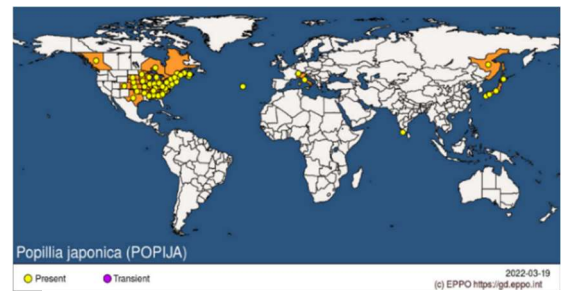 Popillia japonica (POPIJA)
Present
Transient
2022-03-19
(c) EPPO https://gd.eppo.int